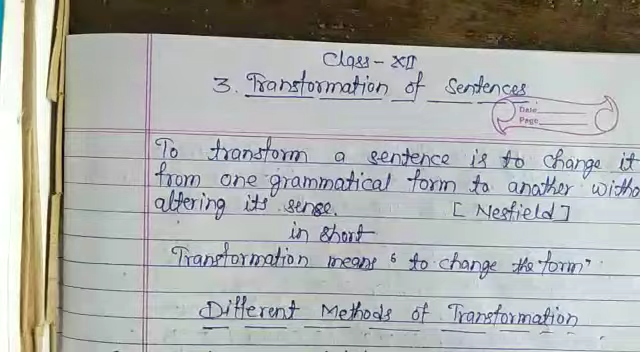 Class - XII
3. Transformation of Sentences
Date
Page
To transform a sentence is to change it
from one grammatical form to another witho
altering its sense. [Nesfield]
in short
Transformation means "to change the form"
Different Methods of Transformation